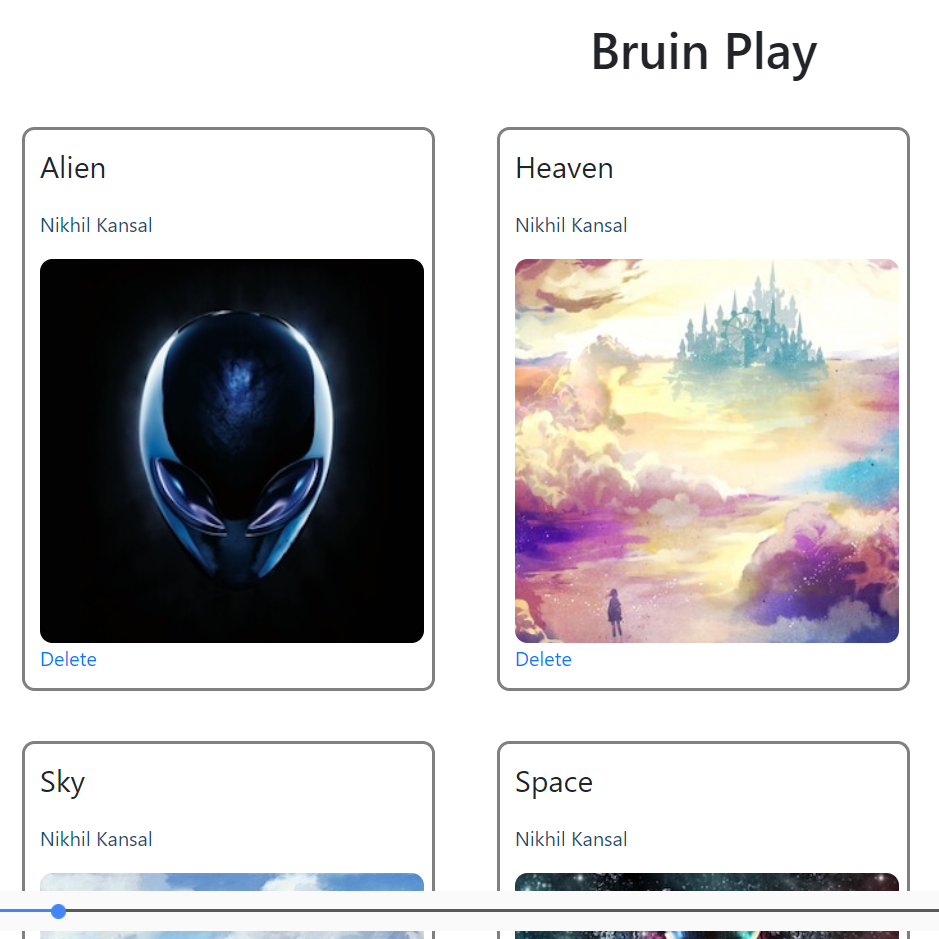 Bruin Play
Alien
Nikhil Kansal
Delete
Heaven
Nikhil Kansal
Delete
Sky
Nikhil Kansal
Space
Nikhil Kansal